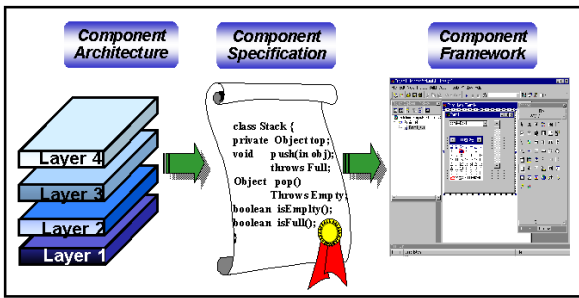 Component
Architecture
Component
Specification
Component
Framework
Layer 4
Layer 3
Layer 2
Layer 1
class Stack {
private Object top;
void push(in obj);
throws Full;
Object pop()
Throws Empty;
boolean isEmplty();
boolean isFull();
}